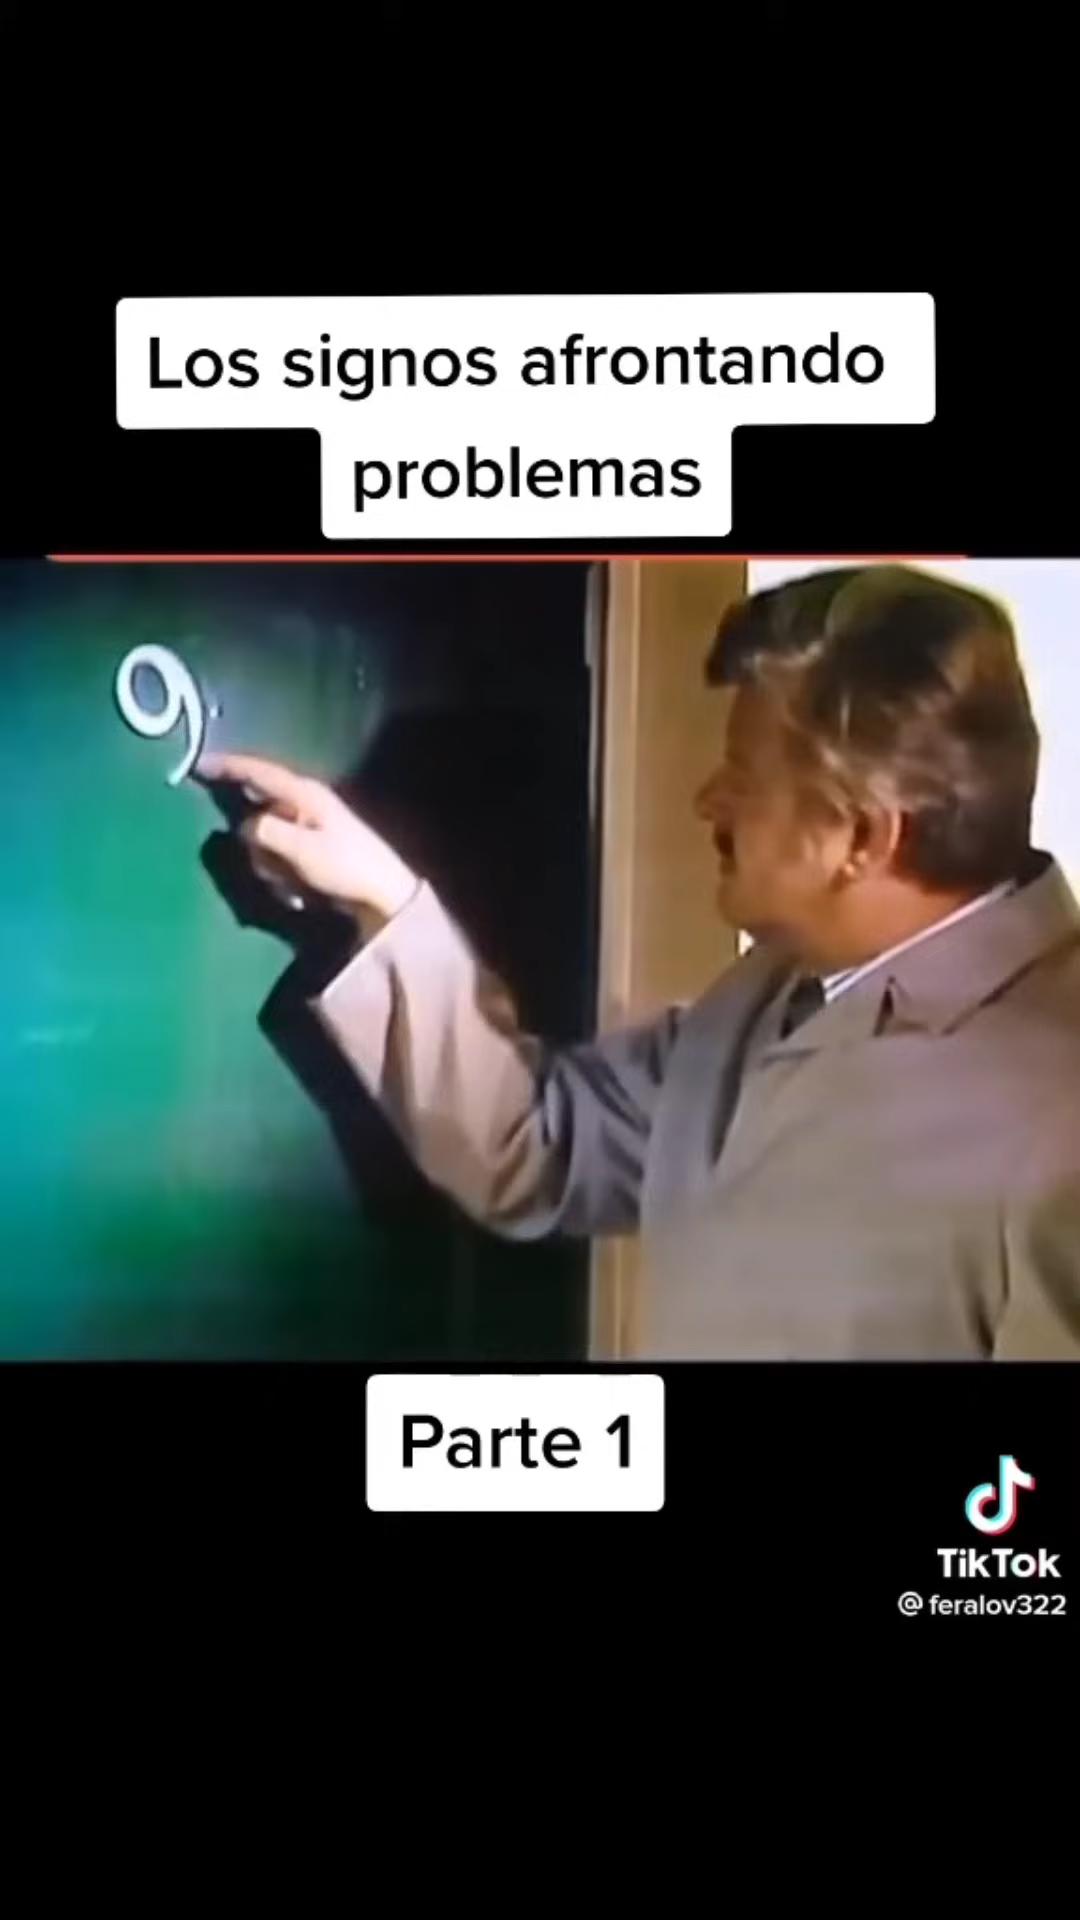 Los signos afrontando
problemas
9
Parte 1
TikTok
@feralov322